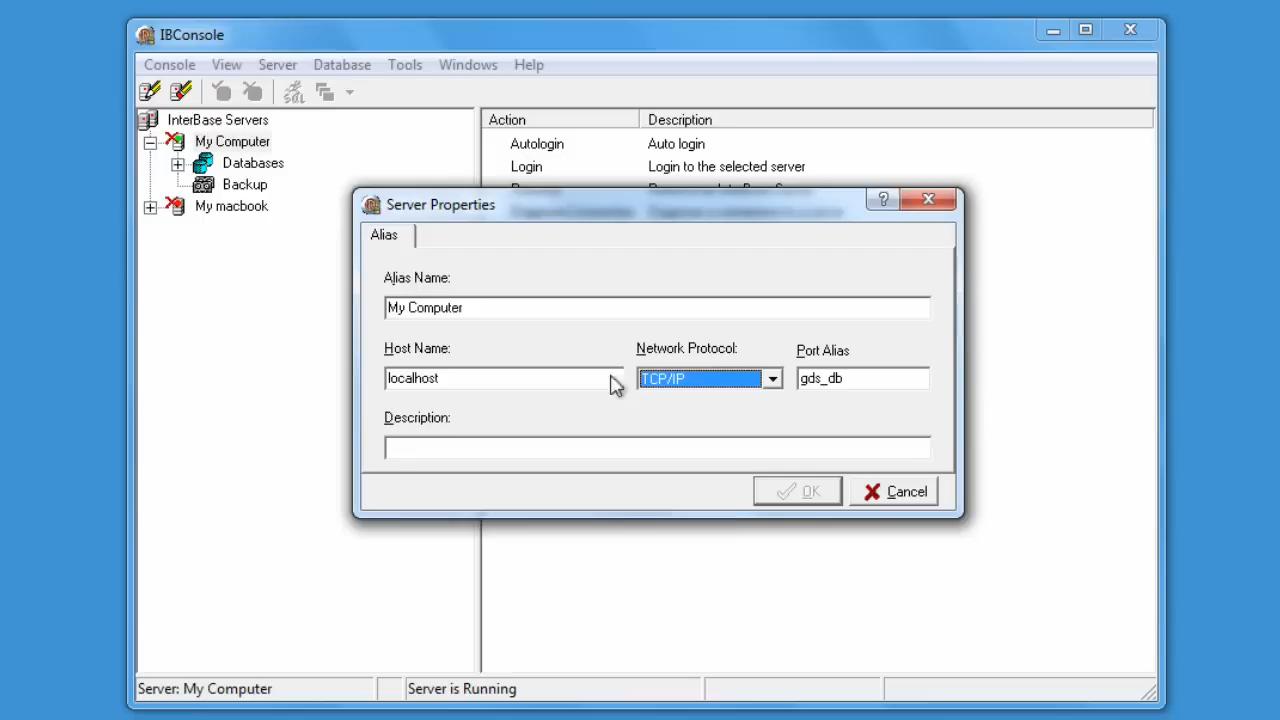 IBConsole
Console View Server Database Tools Windows Help
InterBase Servers
My Computer
Databases
Backup
My macbook
Action Description
Autologin Auto login
Login Login to the selected server
Server Properties
?
Alias
Alias Name:
My Computer
Host Name: Network Protocol: Port Alias
localhost TCP/IP gds_db
Description:
OK Cancel
Server: My Computer Server is Running